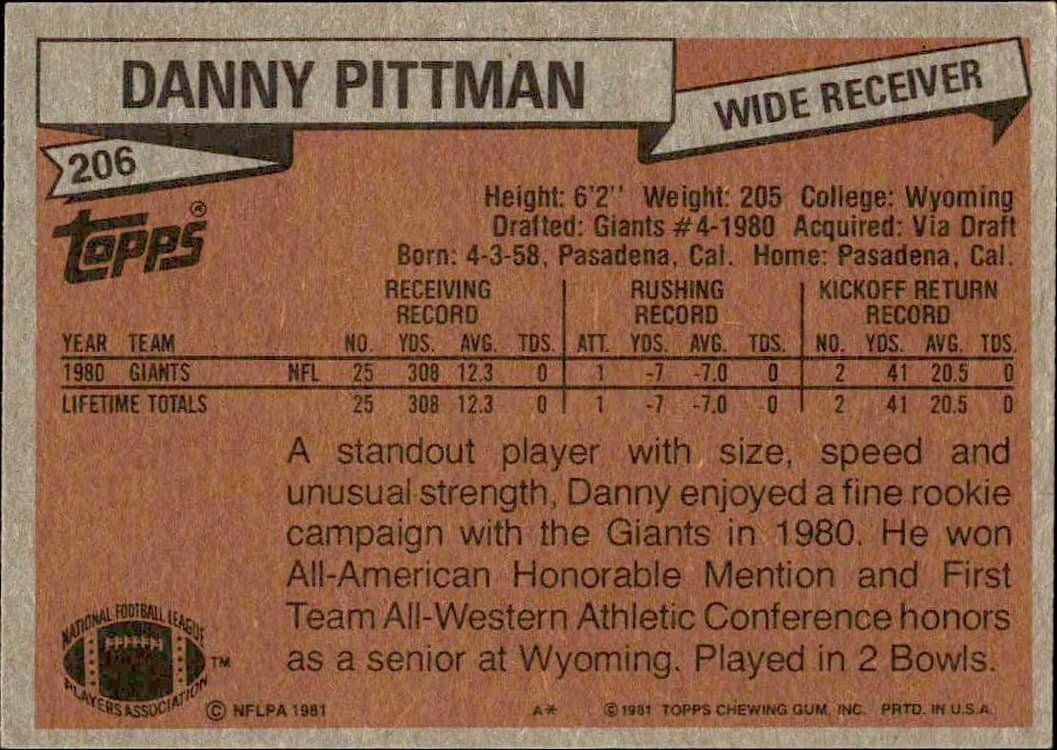 DANNY PITTMAN
WIDE RECEIVER
206
Topps®
Height: 6'2'' Weight: 205 College: Wyoming
Drafted: Giants #4-1980 Acquired: Via Draft
Born: 4-3-58, Pasadena, Cal. Home: Pasadena, Cal.
RECEIVING RUSHING KICKOFF RETURN
RECORD RECORD RECORD
YEAR TEAM NO. YDS. AVG. TDS. ATT. YDS. AVG. TDS. NO. YDS. AVG. TDS.
1980 GIANTS NFL 25 308 12.3 0 1 -7 -7.0 0 2 41 20.5 0
LIFETIME TOTALS 25 308 12.3 0 1 -7 -7.0 0 2 41 20.5 0
A standout player with size, speed and
unusual strength, Danny enjoyed a fine rookie
campaign with the Giants in 1980. He won
All-American Honorable Mention and First
Team All-Western Athletic Conference honors
as a senior at Wyoming. Played in 2 Bowls.
NATIONAL FOOTBALL LEAGUE
PLAYERS ASSOCIATION
TM
© NFLPA 1981 A* © 1981 TOPPS CHEWING GUM, INC. PRTD. IN U.S.A.